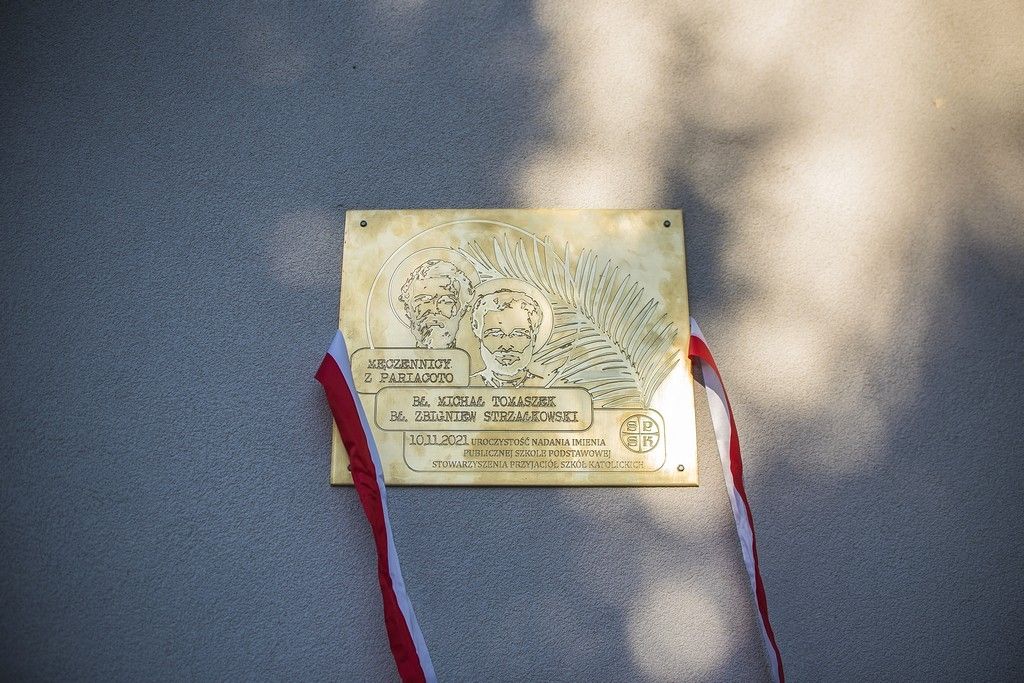 MĘCZENNICY
Z PARIACOTO
BŁ. MICHAŁ TOMASZEK
BŁ. ZBIGNIEW STRZAŁKOWSKI
10.11.2021 UROCZYSTOŚĆ NADANIA IMIENIA
PUBLICZNEJ SZKOLE PODSTAWOWEJ
STOWARZYSZENIA PRZYJACIÓŁ SZKÓŁ KATOLICKICH
S P
S K